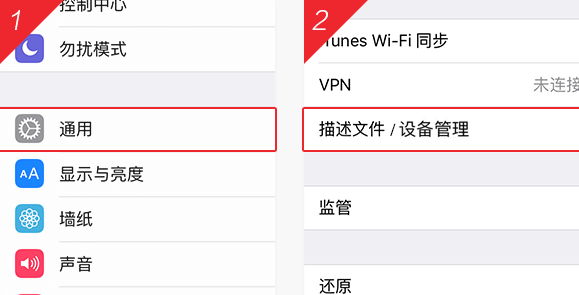 1
控制中心
勿扰模式
通用
AA
显示与亮度
墙纸
声音
2
iTunes Wi-Fi 同步
VPN
未连接
描述文件 / 设备管理
监管
还原